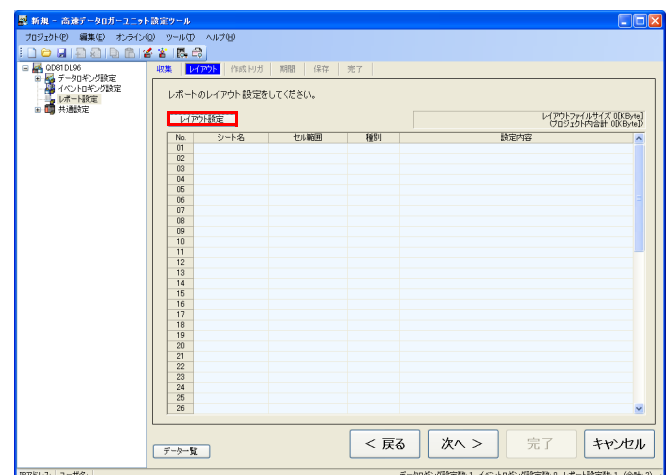 新規 - 高速データロガーユニット設定ツール
プロジェクト(P) 編集(E) オンライン(O) ツール(T) ヘルプ(H)
QD81DL96
データロギング設定
イベントロギング設定
レポート設定
共通設定
収集 レイアウト 作成トリガ 期間 保存 完了
レポートのレイアウト設定をしてください。
レイアウト設定
レイアウトファイルサイズ 0[KByte]
(プロジェクト内合計 0[KByte])
No. シート名 セル範囲 種別 設定内容
01
02
03
04
05
06
07
08
09
10
11
12
13
14
15
16
17
18
19
20
21
22
23
24
25
26
データ一覧
< 戻る 次へ > 完了 キャンセル